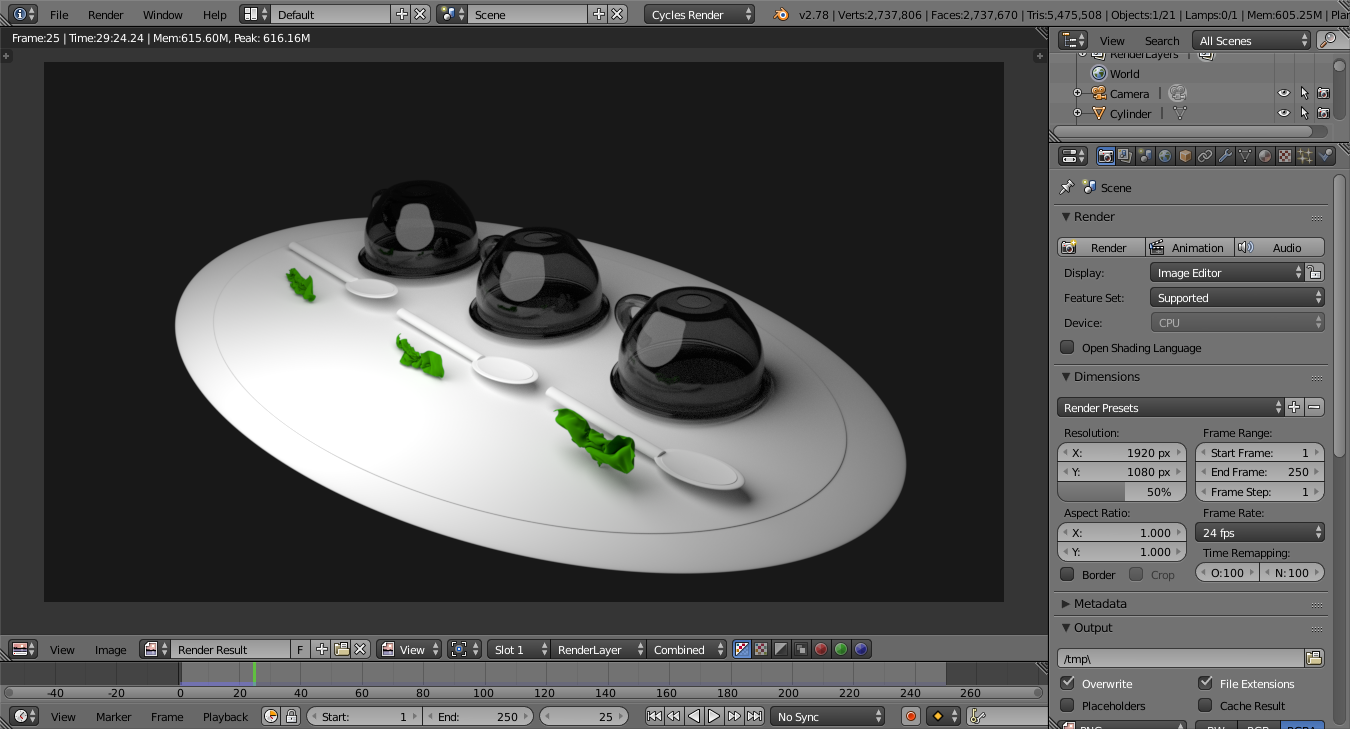 File Render Window Help Default Scene Cycles Render v2.78 | Verts:2,737,806 | Faces:2,737,670 | Tris:5,475,508 | Objects:1/21 | Lamps:0/1 | Mem:605.25M | Plan
Frame:25 | Time:29:24.24 | Mem:615.60M, Peak: 616.16M
View Search All Scenes
RenderLayers
World
Camera
Cylinder
Scene
Render
Render Animation Audio
Display: Image Editor
Feature Set: Supported
Device: CPU
Open Shading Language
Dimensions
Render Presets
Resolution: Frame Range:
X: 1920 px Start Frame: 1
Y: 1080 px End Frame: 250
50% Frame Step: 1
Aspect Ratio: Frame Rate:
X: 1.000 24 fps
Y: 1.000 Time Remapping:
Border Crop O:100 N:100
Metadata
Output
/tmp\
Overwrite File Extensions
Placeholders Cache Result
PNG BW RGB RGBA
View Image Render Result F View Slot 1 RenderLayer Combined
-40 -20 0 20 40 60 80 100 120 140 160 180 200 220 240 260
View Marker Frame Playback Start: 1 End: 250 25 No Sync